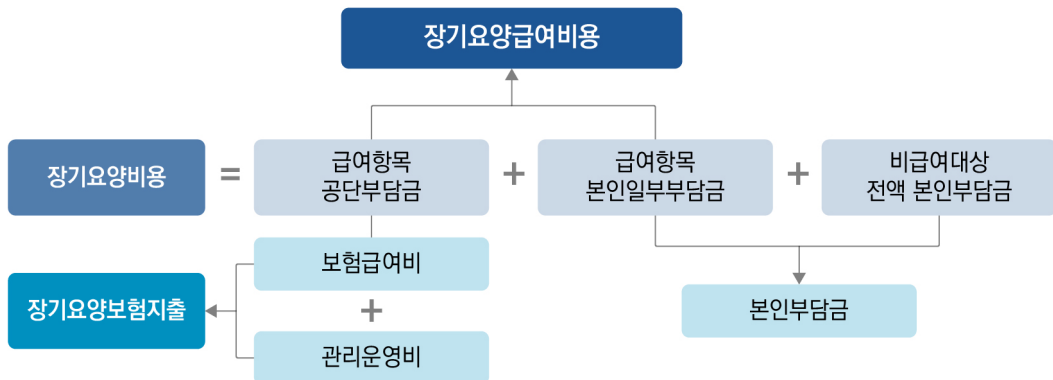 장기요양급여비용
장기요양비용
=
급여항목
공단부담금
+
급여항목
본인일부부담금
+
비급여대상
전액 본인부담금
보험급여비
장기요양보험지출
+
본인부담금
관리운영비